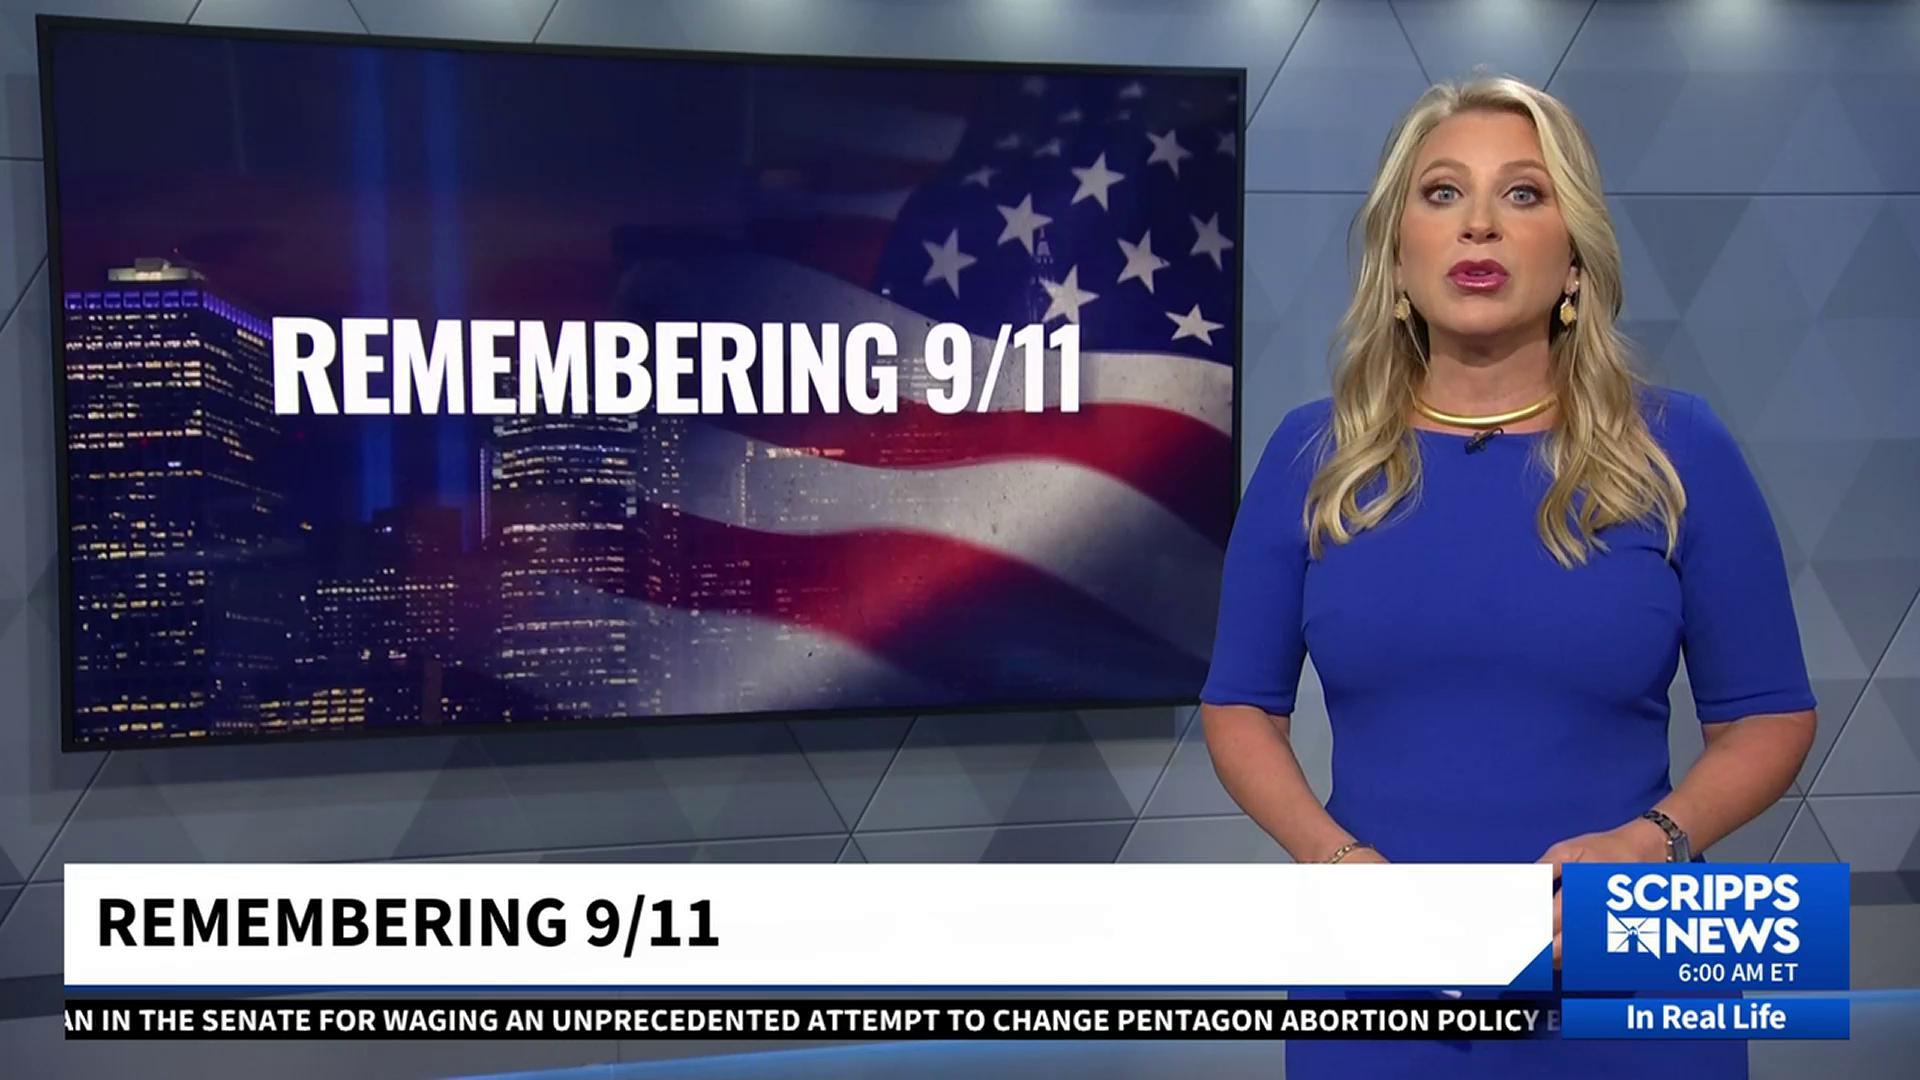 REMEMBERING 9/11
REMEMBERING 9/11
SCRIPPS
NEWS
6:00 AM ET
IN THE SENATE FOR WAGING AN UNPRECEDENTED ATTEMPT TO CHANGE PENTAGON ABORTION POLICY
In Real Life